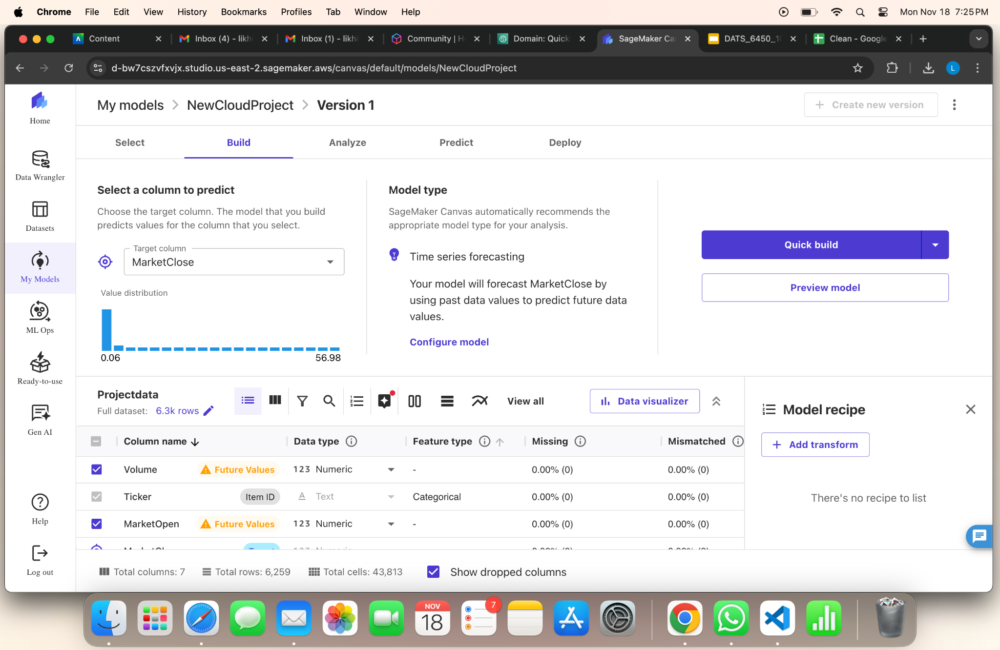 Chrome File Edit View History Bookmarks Profiles Tab Window Help Mon Nov 18 7:25 PM
Content Inbox (4) - likhi Inbox (1) - likhi Community | H Domain: Quick SageMaker Ca DATS_6450_1 Clean - Google
d-bw7cszvfxvjx.studio.us-east-2.sagemaker.aws/canvas/default/models/NewCloudProject L
Home
Data Wrangler
Datasets
My Models
ML Ops
Ready-to-use
Gen AI
Help
Log out
My models > NewCloudProject > Version 1
+ Create new version
Select Build Analyze Predict Deploy
Select a column to predict
Choose the target column. The model that you build
predicts values for the column that you select.
Target column
MarketClose
Value distribution
0.06 56.98
Model type
SageMaker Canvas automatically recommends the
appropriate model type for your analysis.
Time series forecasting
Your model will forecast MarketClose by
using past data values to predict future data
values.
Configure model
Quick build
Preview model
Projectdata
Full dataset: 6.3k rows
View all
Data visualizer
Column name Data type Feature type Missing Mismatched
Volume Future Values 123 Numeric - 0.00% (0) 0.00% (0)
Ticker Item ID Text Categorical 0.00% (0) 0.00% (0)
MarketOpen Future Values 123 Numeric - 0.00% (0) 0.00% (0)
Model recipe
+ Add transform
There's no recipe to list
Total columns: 7 Total rows: 6,259 Total cells: 43,813 Show dropped columns
NOV
18
7